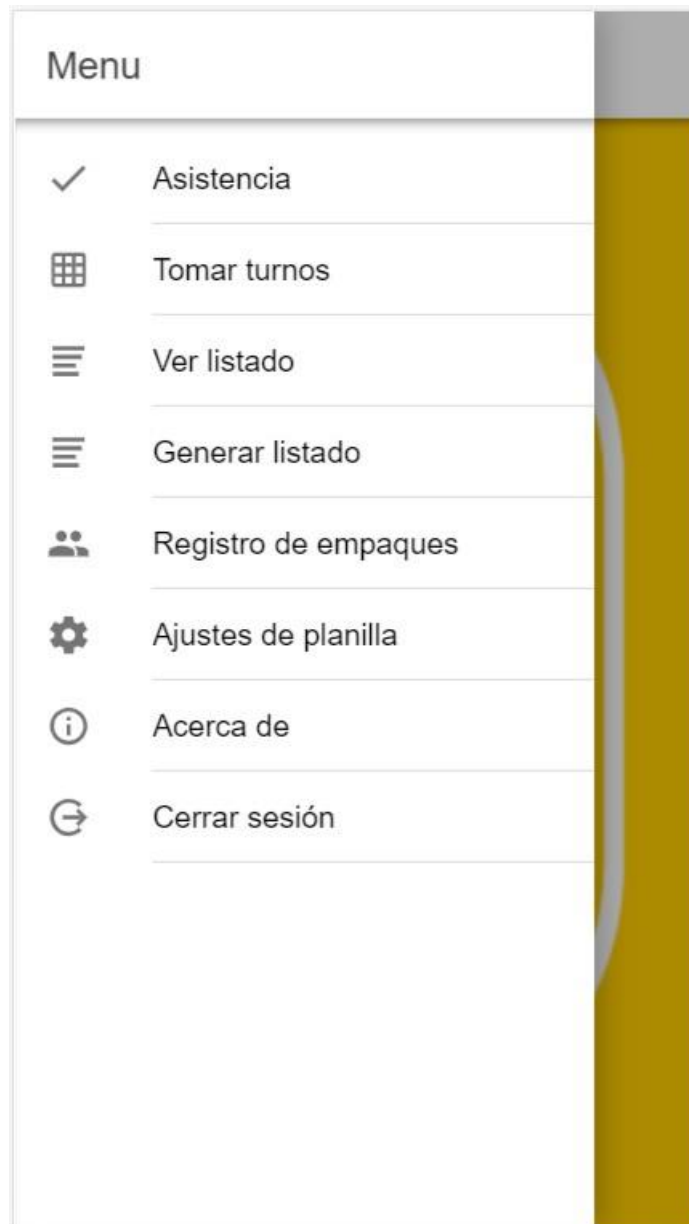 Menu
Asistencia
Tomar turnos
Ver listado
Generar listado
Registro de empaques
Ajustes de planilla
Acerca de
Cerrar sesión